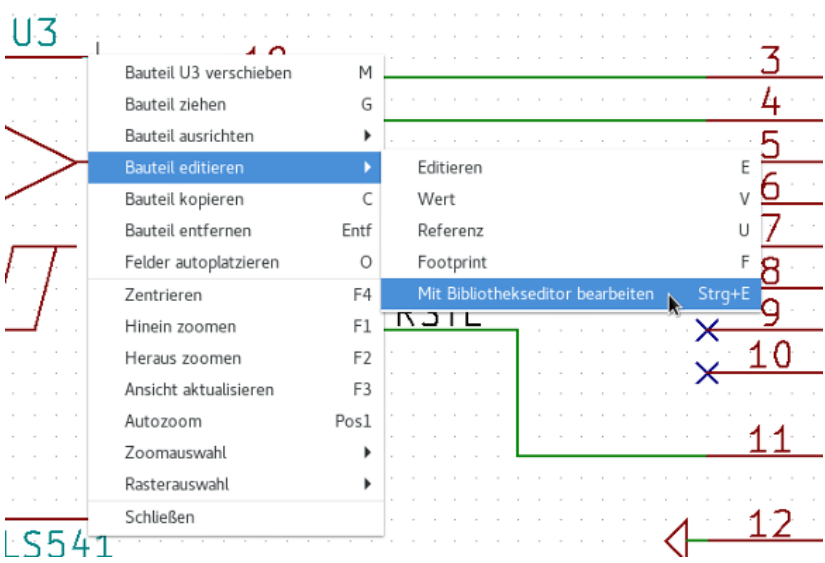 U3
3
4
5
6
7
8
9
10
11
12
Bauteil U3 verschieben M
Bauteil ziehen G
Bauteil ausrichten
Bauteil editieren
Bauteil kopieren C
Bauteil entfernen Entf
Felder autoplatzieren O
Zentrieren F4
Hinein zoomen F1
Heraus zoomen F2
Ansicht aktualisieren F3
Autozoom Pos1
Zoomauswahl
Rasterauswahl
Schließen
Editieren E
Wert V
Referenz U
Footprint F
Mit Bibliothekseditor bearbeiten Strg+E
LS541